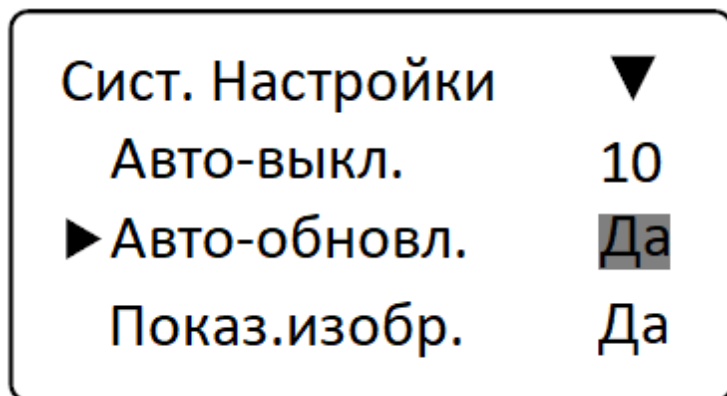 Сист. Настройки ▼
Авто-выкл. 10
▶Авто-обновл. Да
Показ.изобр. Да